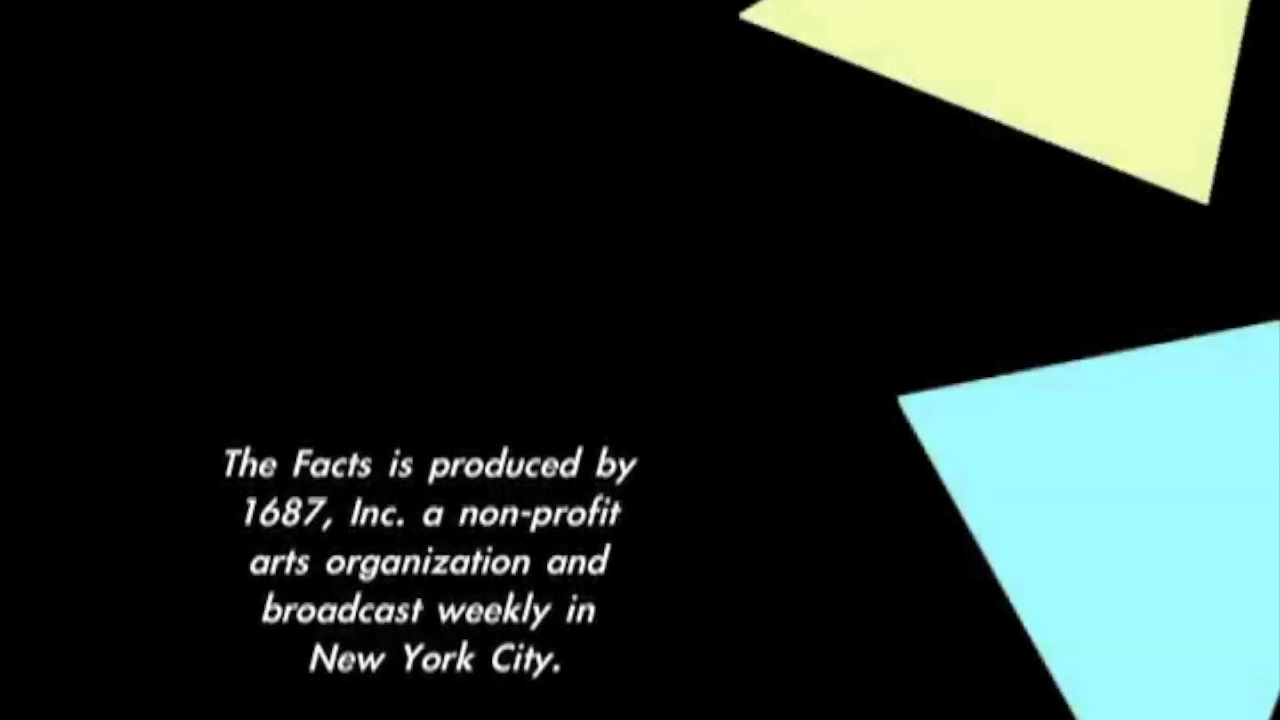 The Facts is produced by
1687, Inc. a non-profit
arts organization and
broadcast weekly in
New York City.